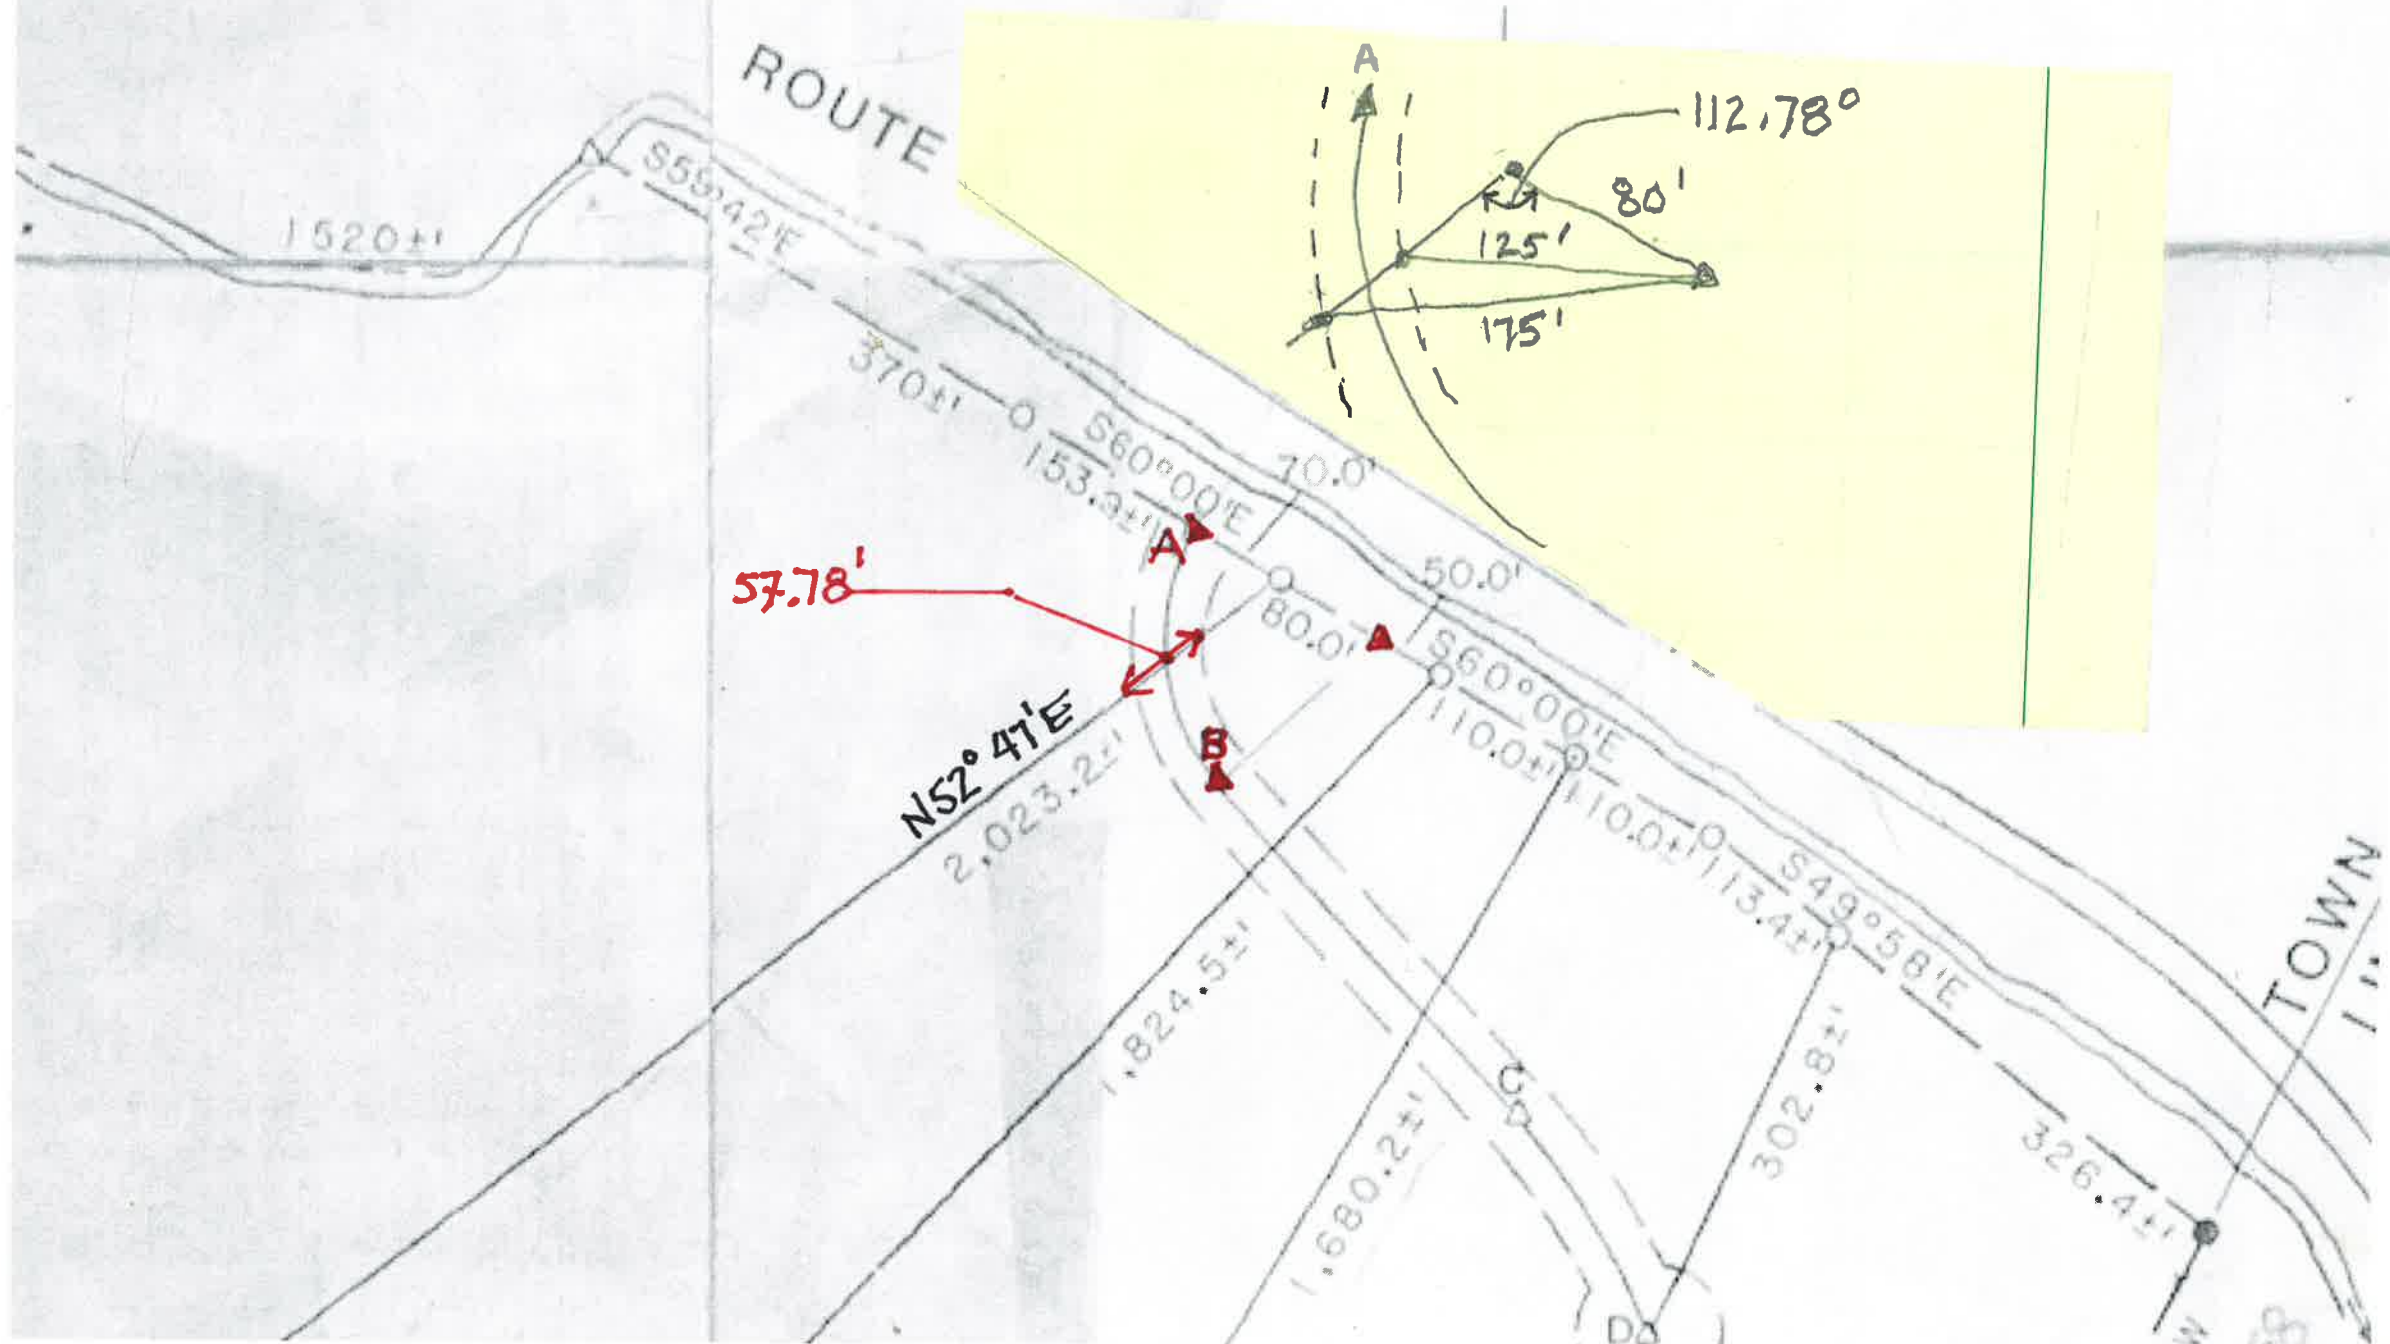 ROUTE
A
112.78°
80'
125'
175'
1520±'
S59°42'E
370±'
S60°00'E
153.9±'
70.0'
A
57.78'
80.0'
50.0'
S60°00'E
110.0±'
B
N52°47'E
2,023.2±'
110.0±'
S49°58'E
113.4±'
TOWN
1,824.5±'
C
302.8±'
1,680.2±'
326.4±'
D
W